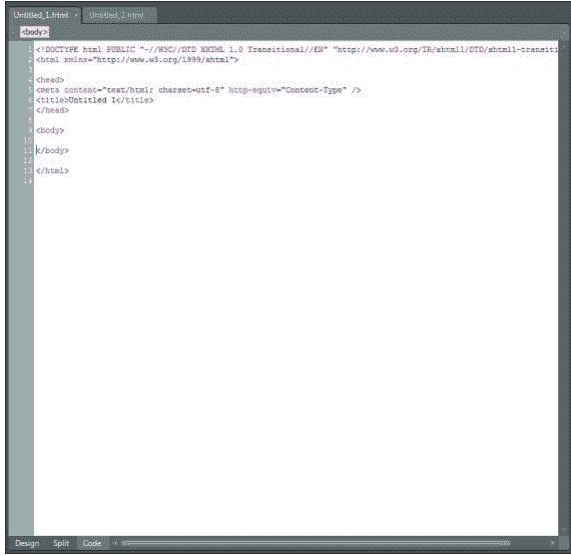 Untitled_1.html × Untitled_2.html
<body>
1 <!DOCTYPE html PUBLIC "-//W3C//DTD XHTML 1.0 Transitional//EN" "http://www.w3.org/TR/xhtml1/DTD/xhtml1-transiti
2 <html xmlns="http://www.w3.org/1999/xhtml">
3
4 <head>
5 <meta content="text/html; charset=utf-8" http-equiv="Content-Type" />
6 <title>Untitled 1</title>
7 </head>
8
9 <body>
10
11 </body>
12
13 </html>
14
Design Split Code